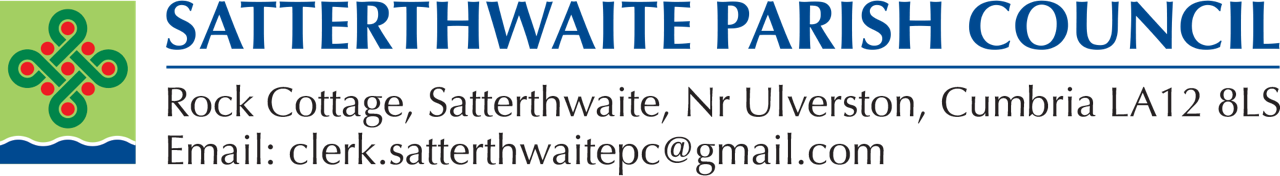 SATTERTHWAITE PARISH COUNCIL
Rock Cottage, Satterthwaite, Nr Ulverston, Cumbria LA12 8LS
Email: clerk.satterthwaitepc@gmail.com